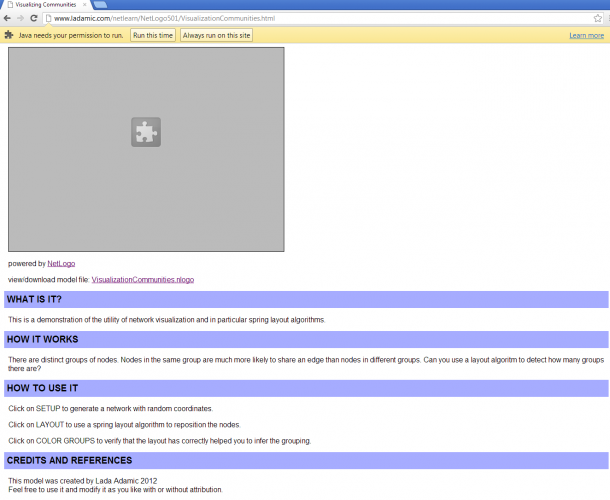 Visualizing Communities
www.ladamic.com/netlearn/NetLogo501/VisualizationCommunities.html
Java needs your permission to run. Run this time Always run on this site Learn more
powered by NetLogo
view/download model file: VisualizationCommunities.nlogo
WHAT IS IT?
This is a demonstration of the utility of network visualization and in particular spring layout algorithms.
HOW IT WORKS
There are distinct groups of nodes. Nodes in the same group are much more likely to share an edge than nodes in different groups. Can you use a layout algoritm to detect how many groups
there are?
HOW TO USE IT
Click on SETUP to generate a network with random coordinates.
Click on LAYOUT to use a spring layout algorithm to reposition the nodes.
Click on COLOR GROUPS to verify that the layout has correctly helped you to infer the grouping.
CREDITS AND REFERENCES
This model was created by Lada Adamic 2012
Feel free to use it and modify it as you like with or without attribution.